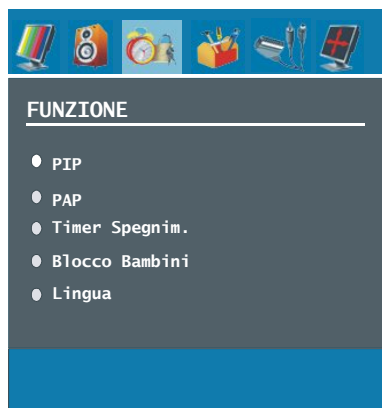 FUNZIONE
PIP
PAP
Timer Spegnim.
Blocco Bambini
Lingua